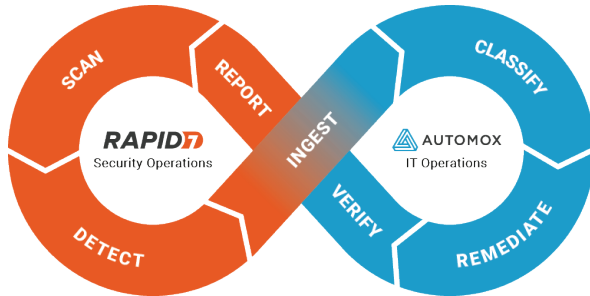 SCAN
REPORT
INGEST
CLASSIFY
RAPID7
Security Operations
AUTOMOX
IT Operations
DETECT
VERIFY
REMEDIATE